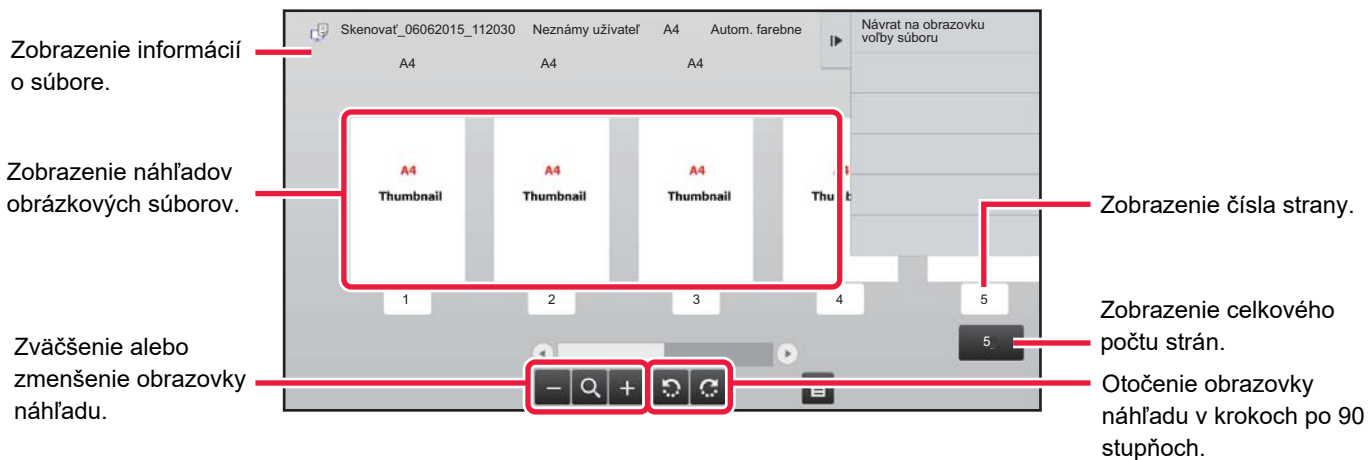 Zobrazenie informácií
o súbore.
Skenovať_06062015_112030 Neznámy užívateľ A4 Autom. farebne
Návrat na obrazovku
voľby súboru
A4 A4 A4
Zobrazenie náhľadov
obrázkových súborov.
A4 A4 A4
Thumbnail Thumbnail Thumbnail
Zobrazenie čísla strany.
1 2 3 4 5
Zobrazenie celkového
počtu strán.
5
Zväčšenie alebo
zmenšenie obrazovky
náhľadu.
Otočenie obrazovky
náhľadu v krokoch po 90
stupňoch.